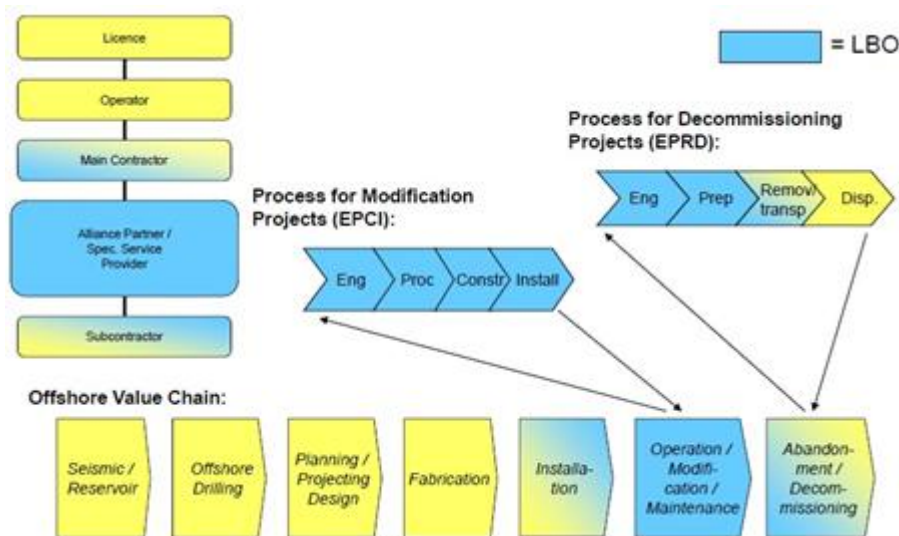 Licence
Operator
Main Contractor
Alliance Partner /
Spec. Service
Provider
Subcontractor
= LBO
Process for Decommissioning
Projects (EPRD):
Eng
Prep
Remov/
transp
Disp.
Process for Modification
Projects (EPCI):
Eng
Proc
Constr
Install
Offshore Value Chain:
Seismic /
Reservoir
Offshore
Drilling
Planning /
Projecting
Design
Fabrication
Installa-
tion
Operation /
Modifi-
cation /
Maintenance
Abandon-
ment /
Decom-
missioning